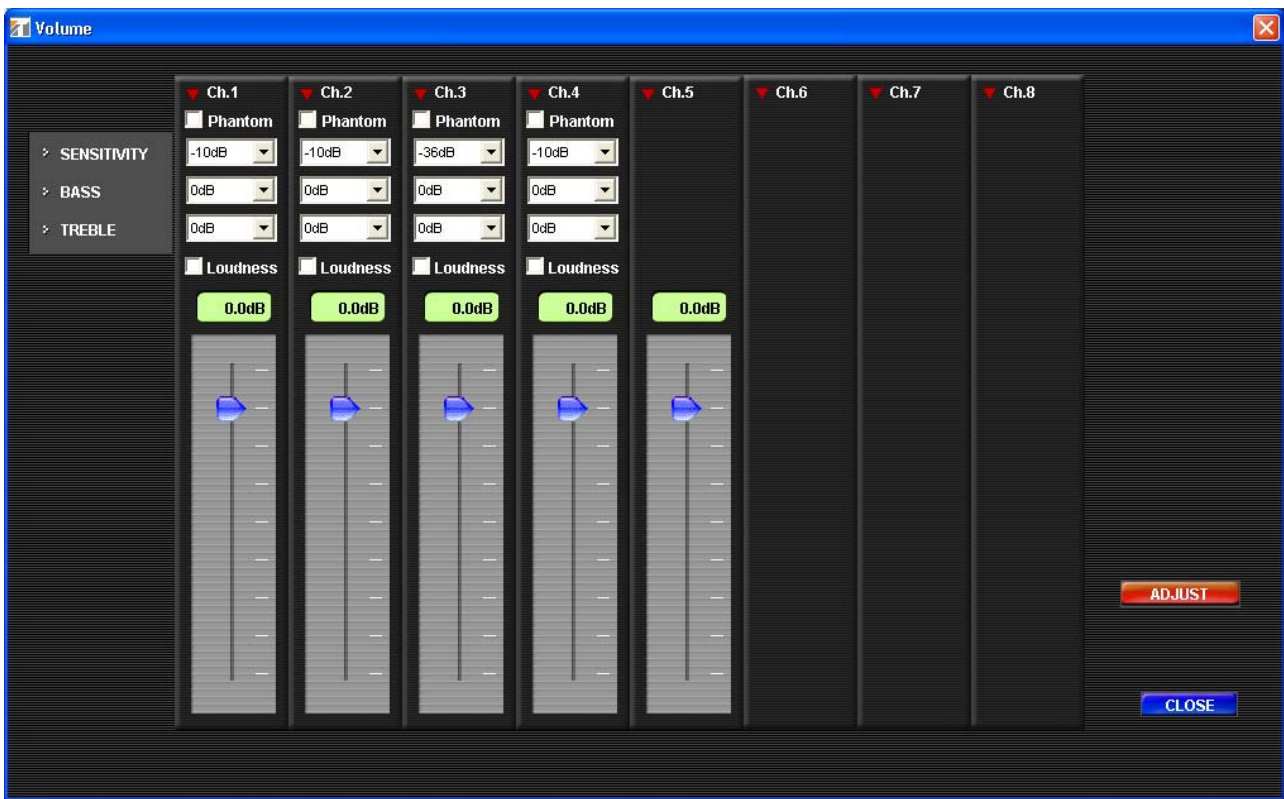 Volume
Ch.1 Ch.2 Ch.3 Ch.4 Ch.5 Ch.6 Ch.7 Ch.8
Phantom Phantom Phantom Phantom
SENSITIVITY -10dB -10dB -36dB -10dB
BASS 0dB 0dB 0dB 0dB
TREBLE 0dB 0dB 0dB 0dB
Loudness Loudness Loudness Loudness
0.0dB 0.0dB 0.0dB 0.0dB 0.0dB
ADJUST
CLOSE